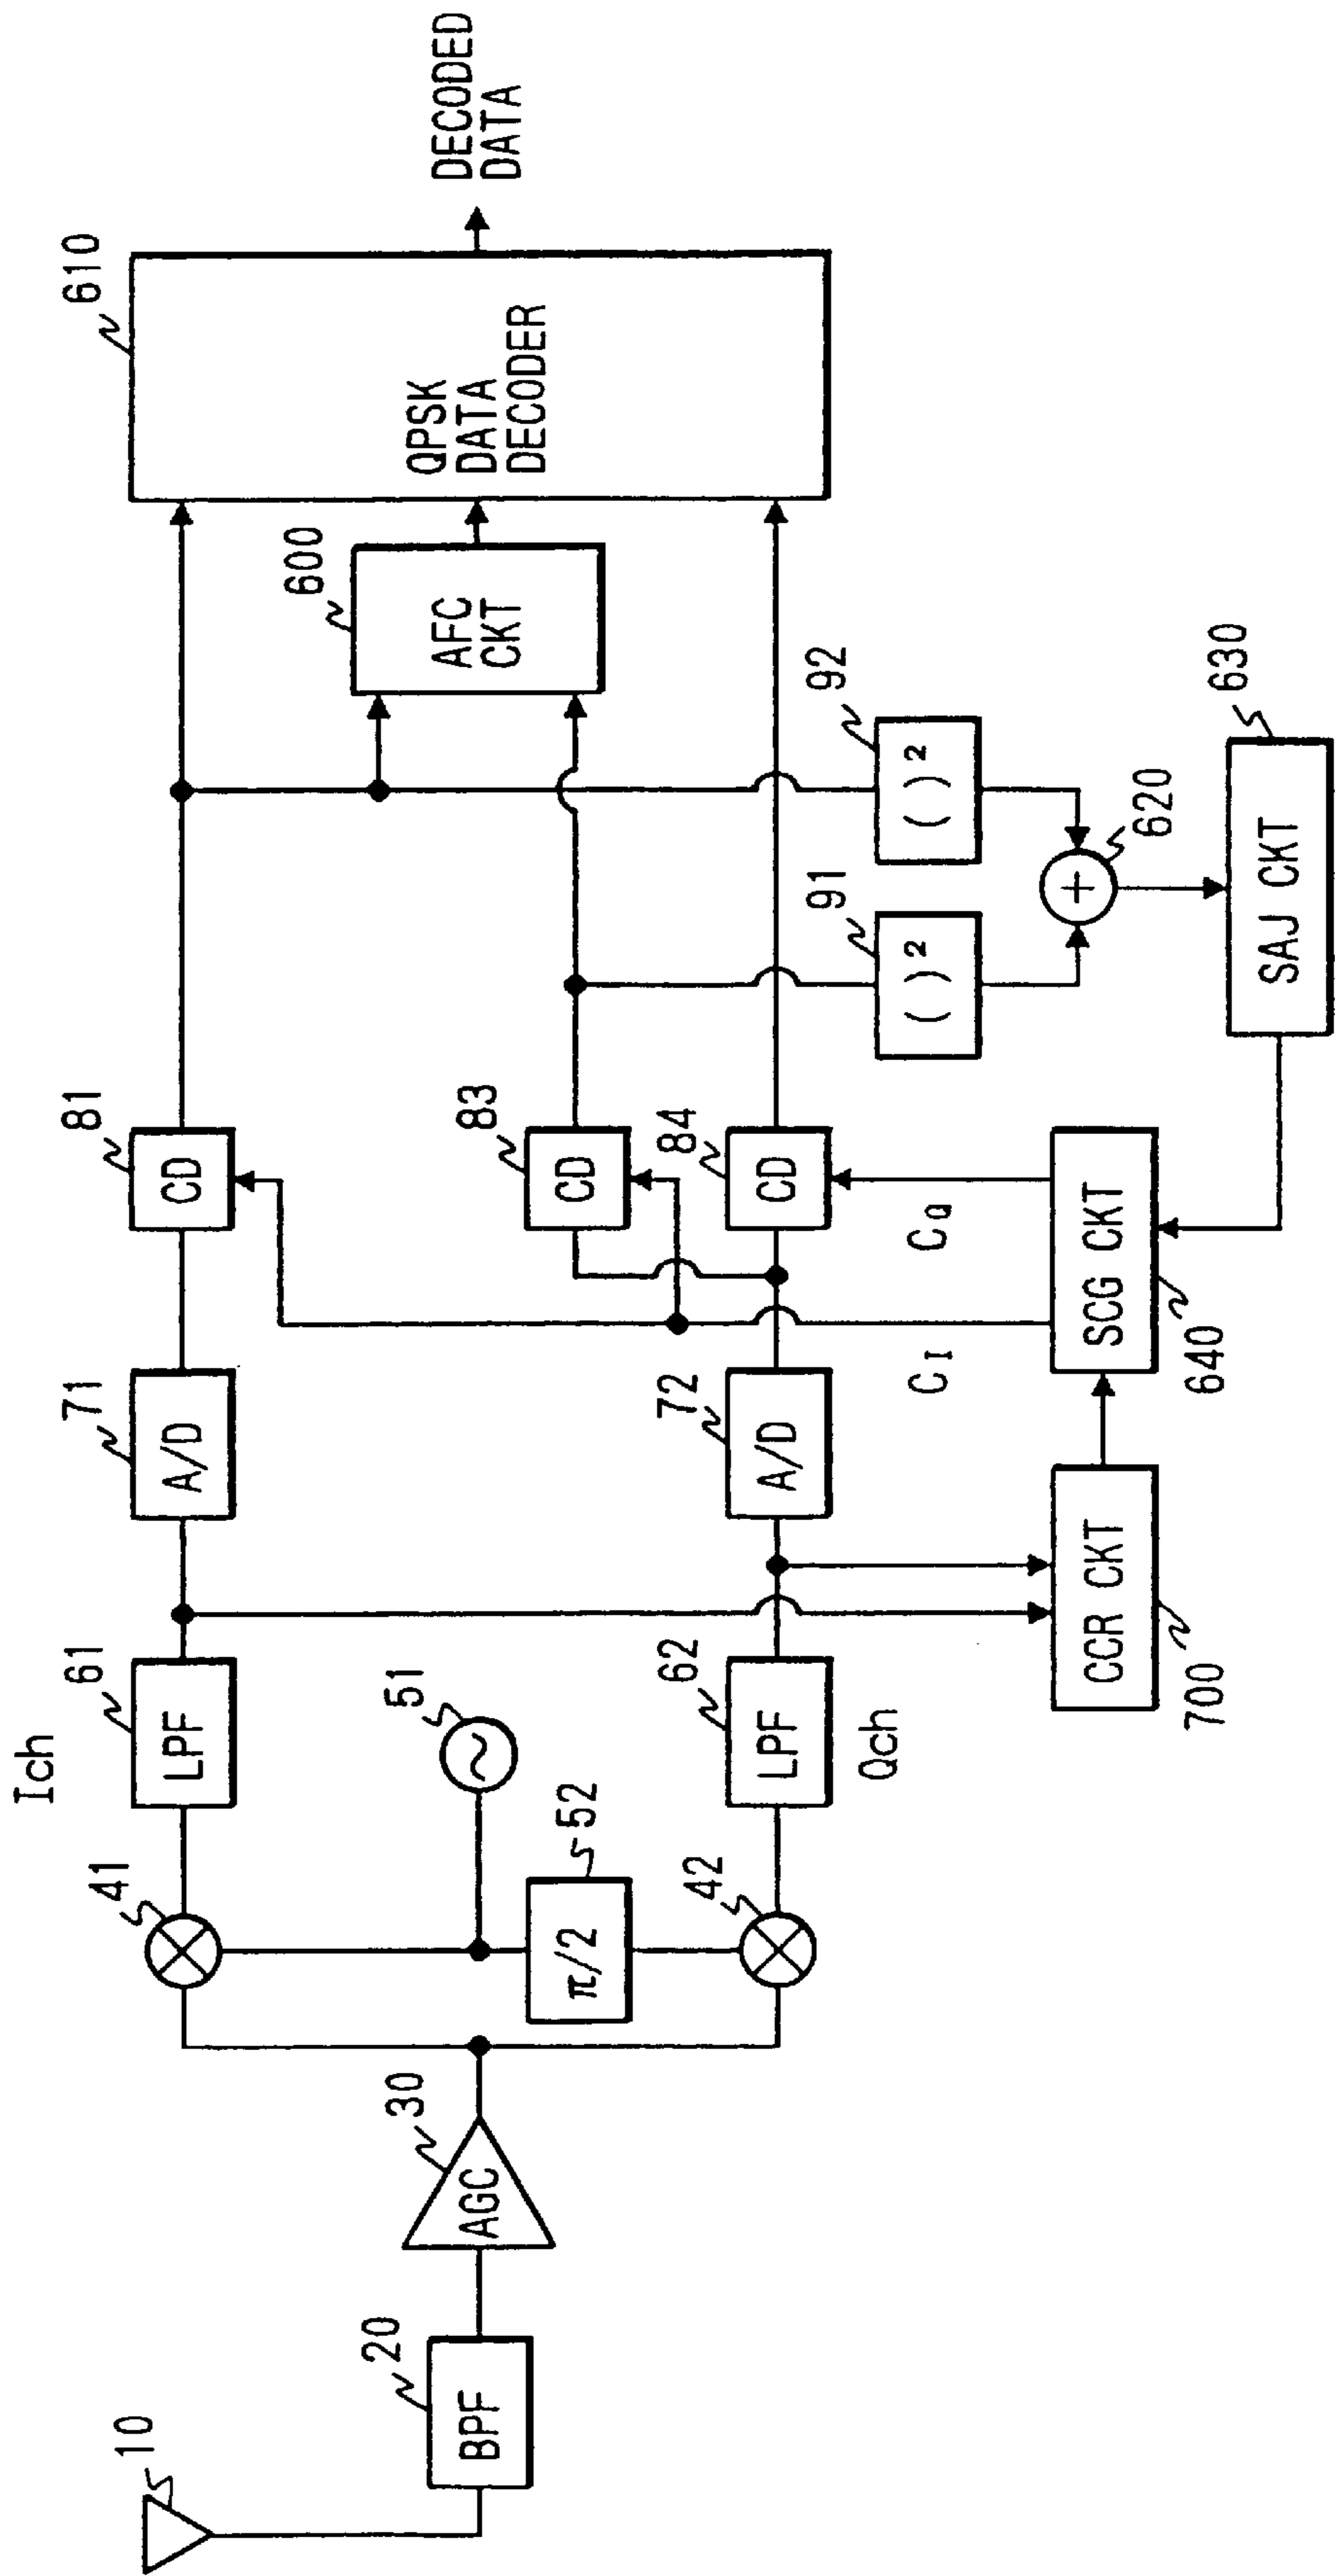 Ich
10
20
BPF
30
AGC
41
42
51
52
π/2
61
LPF
62
LPF
Qch
71
A/D
72
A/D
81
CD
83
CD
84
CD
C_I
C_Q
700
CCR CKT
640
SCG CKT
91
( )²
92
( )²
620
+
630
SAJ CKT
600
AFC
CKT
610
QPSK
DATA
DECODER
DECODED
DATA